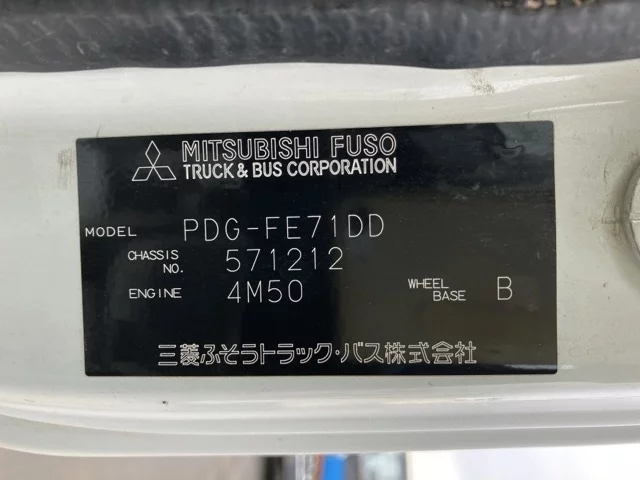 MITSUBISHI FUSO
TRUCK & BUS CORPORATION
MODEL PDG-FE71DD
CHASSIS NO. 571212
ENGINE 4M50 WHEEL BASE B
三菱ふそうトラック・バス株式会社